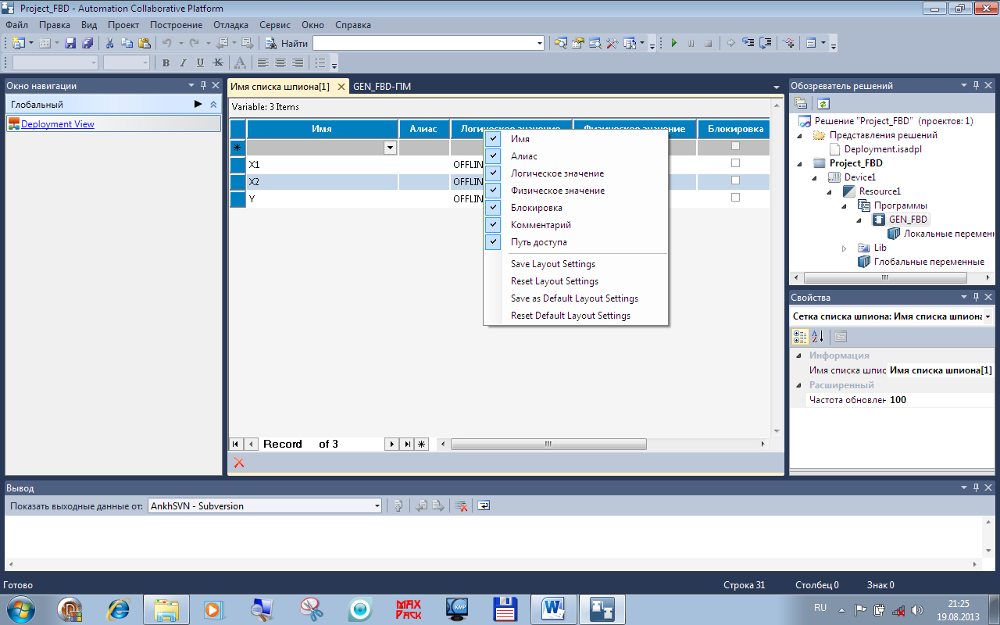 Project_FBD - Automation Collaborative Platform
Файл Правка Вид Проект Построение Отладка Сервис Окно Справка
Найти
B I U K A
Окно навигации
Глобальный
Deployment View
Имя списка шпиона[1] GEN_FBD-ПМ
Variable: 3 Items
Имя Алиас Логическое значение Физическое значение Блокировка
X1 OFFLIN
X2 OFFLIN
Y OFFLIN
Имя
Алиас
Логическое значение
Физическое значение
Блокировка
Комментарий
Путь доступа
Save Layout Settings
Reset Layout Settings
Save as Default Layout Settings
Reset Default Layout Settings
Record of 3
Обозреватель решений
Решение "Project_FBD" (проектов: 1)
Представления решений
Deployment.isadpl
Project_FBD
Device1
Resource1
Программы
GEN_FBD
Локальные перемен
Lib
Глобальные переменные
Свойства
Сетка списка шпиона: Имя списка шпиона
Информация
Имя списка шпис Имя списка шпиона[1]
Расширенный
Частота обновлен 100
Вывод
Показать выходные данные от: AnkhSVN - Subversion
Готово Строка 31 Столбец 0 Знак 0
MAX PACK
KMP
RU
21:25
19.08.2013